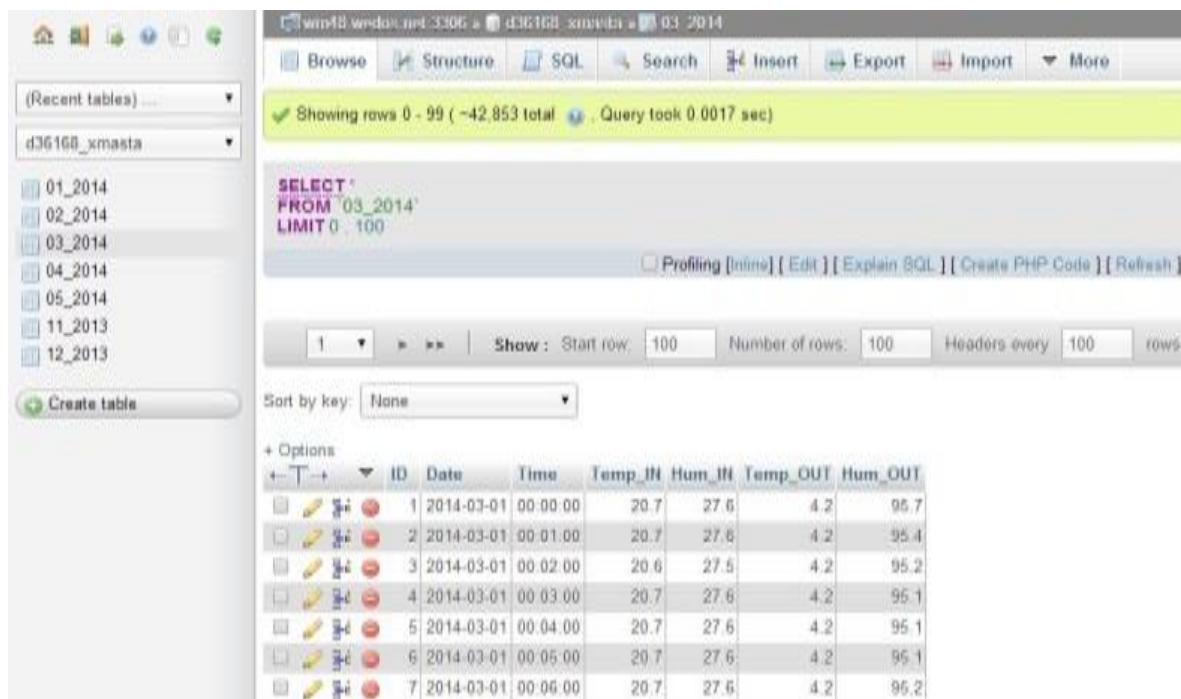 win48.wedos.net:3306 » d36168_xmasta » 03_2014
Browse Structure SQL Search Insert Export Import More
(Recent tables) ...
d36168_xmasta
01_2014
02_2014
03_2014
04_2014
05_2014
11_2013
12_2013
Create table
Showing rows 0 - 99 ( ~42,853 total , Query took 0.0017 sec)
SELECT *
FROM `03_2014`
LIMIT 0 , 100
Profiling [Inline] [ Edit ] [ Explain SQL ] [ Create PHP Code ] [ Refresh ]
1 Show : Start row: 100 Number of rows: 100 Headers every 100 rows
Sort by key: None
+ Options
←T→ ID Date Time Temp_IN Hum_IN Temp_OUT Hum_OUT
1 2014-03-01 00:00:00 20.7 27.6 4.2 95.7
2 2014-03-01 00:01:00 20.7 27.6 4.2 95.4
3 2014-03-01 00:02:00 20.6 27.5 4.2 95.2
4 2014-03-01 00:03:00 20.7 27.6 4.2 95.1
5 2014-03-01 00:04:00 20.7 27.6 4.2 95.1
6 2014-03-01 00:05:00 20.7 27.6 4.2 95.1
7 2014-03-01 00:06:00 20.7 27.6 4.2 95.2